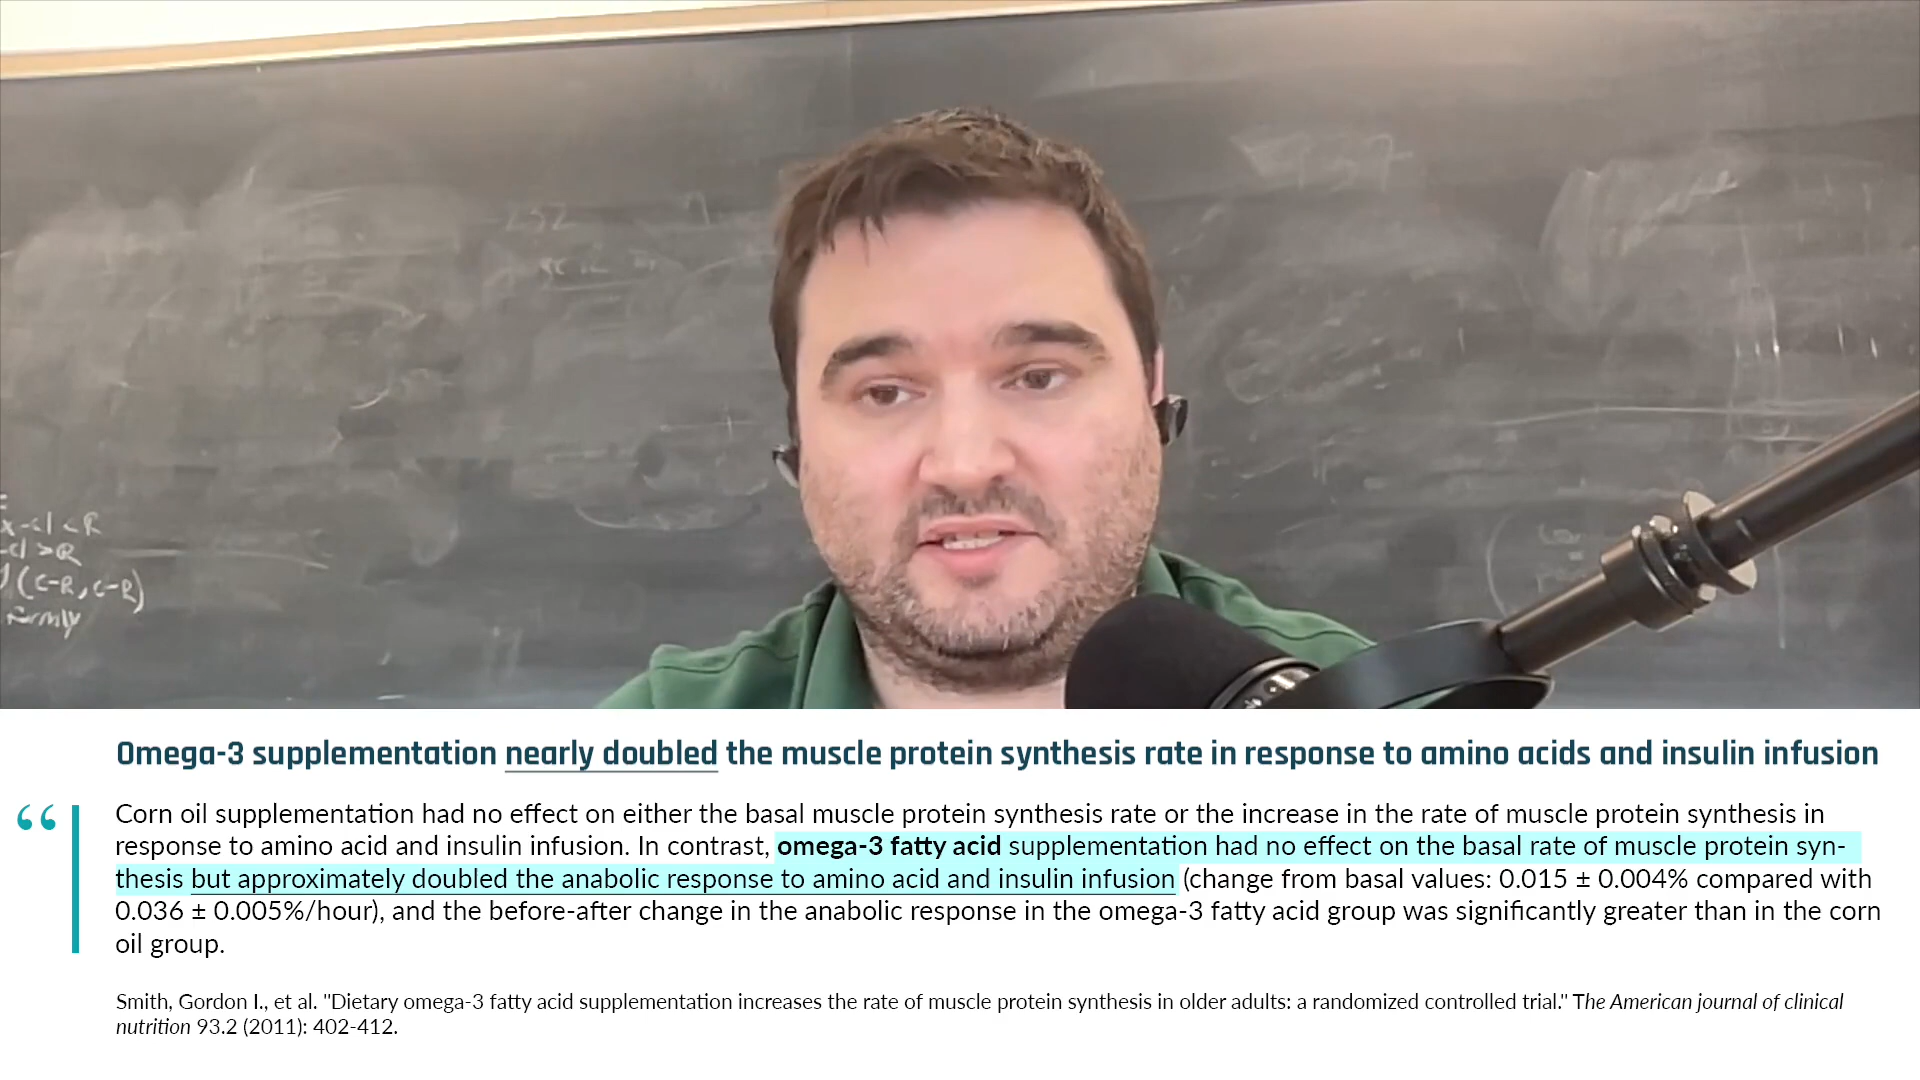 (c-R, c-R)
Omega-3 supplementation nearly doubled the muscle protein synthesis rate in response to amino acids and insulin infusion
“
Corn oil supplementation had no effect on either the basal muscle protein synthesis rate or the increase in the rate of muscle protein synthesis in
response to amino acid and insulin infusion. In contrast, omega-3 fatty acid supplementation had no effect on the basal rate of muscle protein syn-
thesis but approximately doubled the anabolic response to amino acid and insulin infusion (change from basal values: 0.015 ± 0.004% compared with
0.036 ± 0.005%/hour), and the before-after change in the anabolic response in the omega-3 fatty acid group was significantly greater than in the corn
oil group.
Smith, Gordon I., et al. "Dietary omega-3 fatty acid supplementation increases the rate of muscle protein synthesis in older adults: a randomized controlled trial." The American journal of clinical
nutrition 93.2 (2011): 402-412.